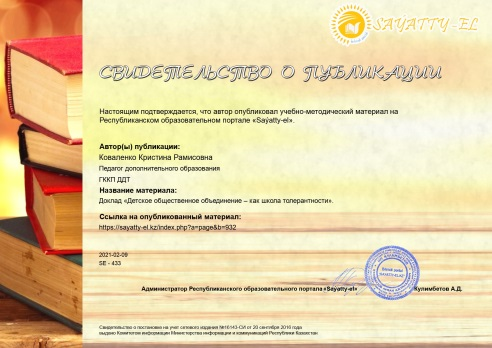 SAYATTY-EL
СВИДЕТЕЛЬСТВО О ПУБЛИКАЦИИ
Настоящим подтверждается, что автор опубликовал учебно-методический материал на
Республиканском образовательном портале «Sayatty-el».
Автор(ы) публикации:
Коваленко Кристина Рамисовна
Педагог дополнительного образования
ГККП ДДТ
Название материала:
Доклад «Детское общественное объединение – как школа толерантности».
Ссылка на опубликованный материал:
https://sayatty-el.kz/index.php?a=page&b=932
2021-02-09
SE - 433
Администратор Республиканского образовательного портала «Sayatty-el» Кулимбетов А.Д.
Свидетельство о постановке на учет сетевого издания №16143-СИ от 26 сентября 2016 года
выдано Комитетом информации Министерства информации и коммуникаций Республики Казахстан